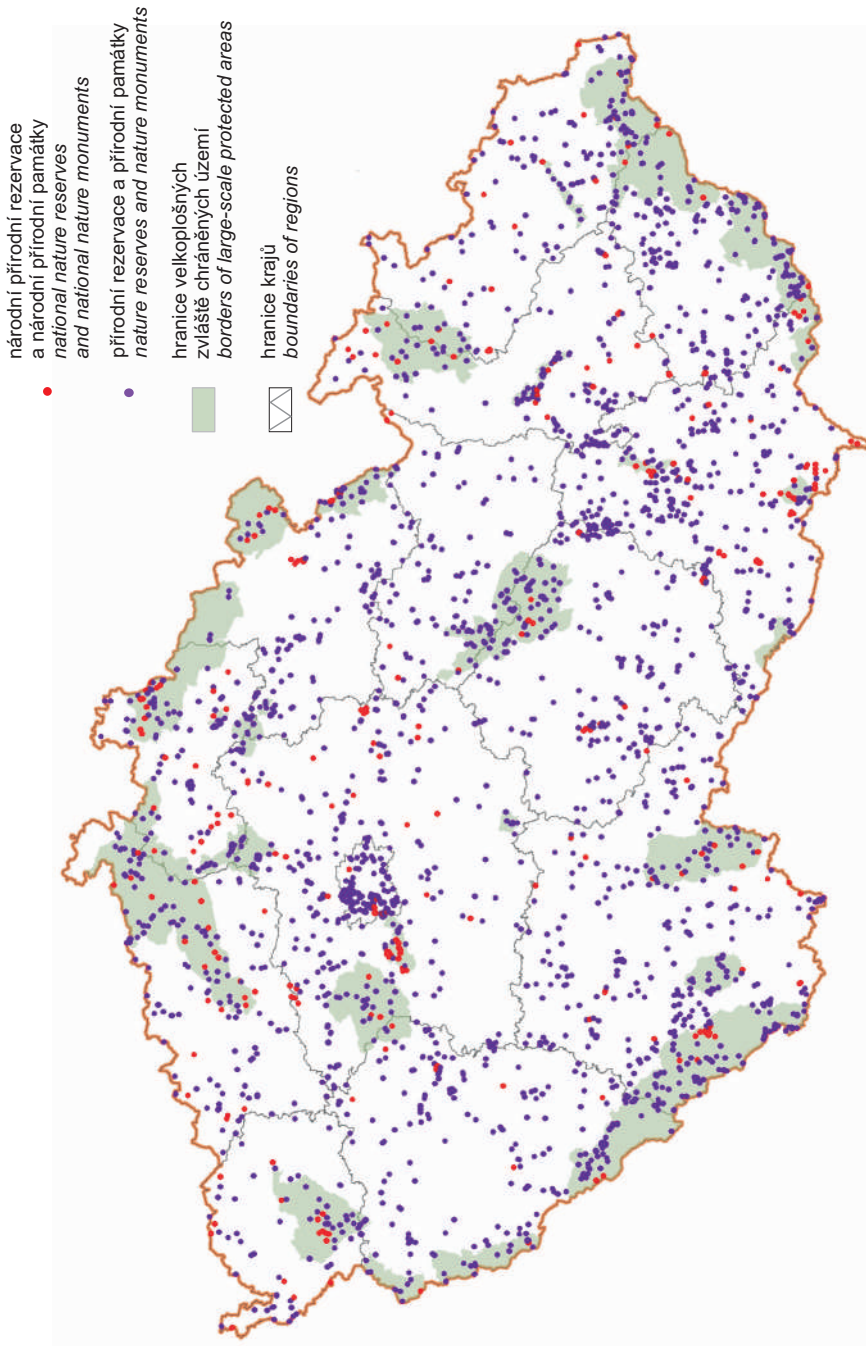 národní přírodní rezervace
a národní přírodní památky
national nature reserves
and national nature monuments
přírodní rezervace a přírodní památky
nature reserves and nature monuments
hranice velkoplošných
zvláště chráněných území
borders of large-scale protected areas
hranice krajů
boundaries of regions